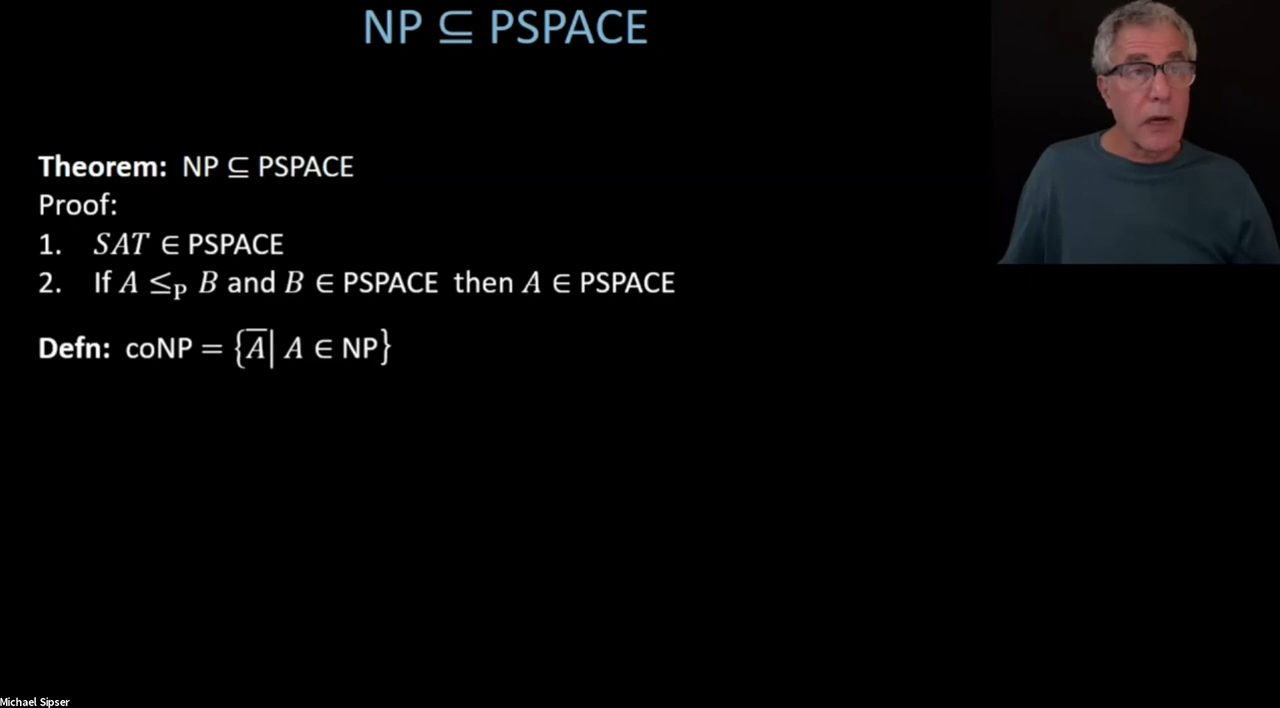 NP ⊆ PSPACE
Theorem: NP ⊆ PSPACE
Proof:
1. SAT ∈ PSPACE
2. If A ≤ₚ B and B ∈ PSPACE then A ∈ PSPACE
Defn: coNP = {A̅| A ∈ NP}
Michael Sipser